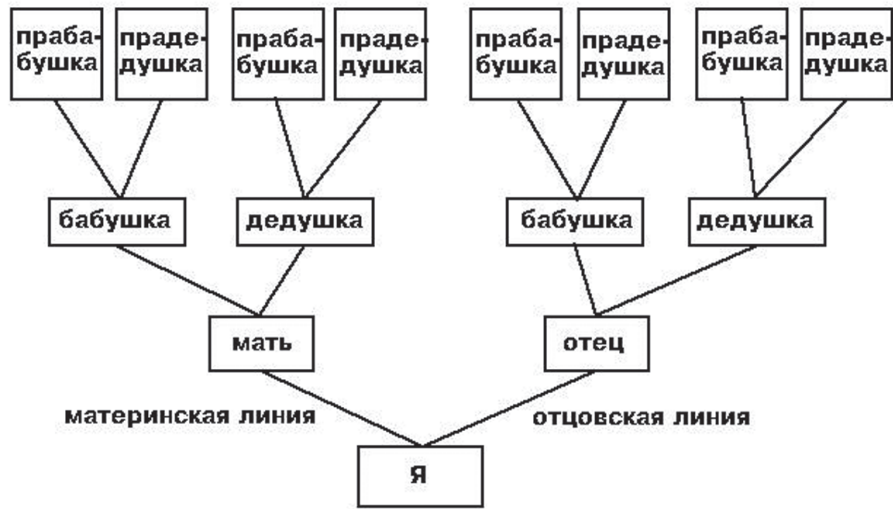 праба-
бушка
праде-
душка
праба-
бушка
праде-
душка
праба-
бушка
праде-
душка
праба-
бушка
праде-
душка
бабушка
дедушка
бабушка
дедушка
мать
отец
материнская линия
отцовская линия
Я